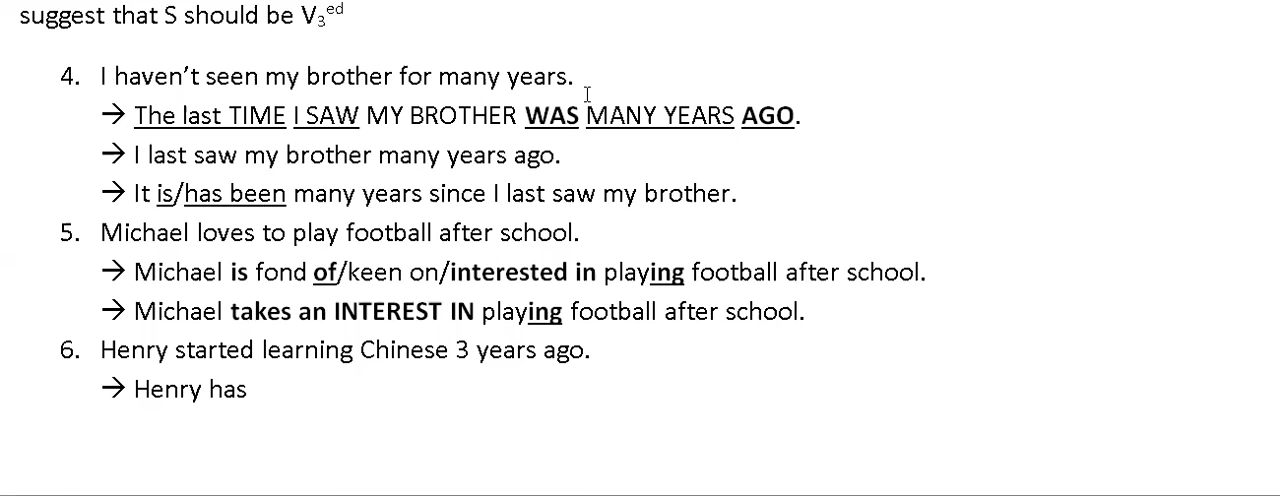 suggest that S should be V₃ᵉᵈ
4. I haven’t seen my brother for many years.
→ The last TIME I SAW MY BROTHER WAS MANY YEARS AGO.
→ I last saw my brother many years ago.
→ It is/has been many years since I last saw my brother.
5. Michael loves to play football after school.
→ Michael is fond of/keen on/interested in playing football after school.
→ Michael takes an INTEREST IN playing football after school.
6. Henry started learning Chinese 3 years ago.
→ Henry has